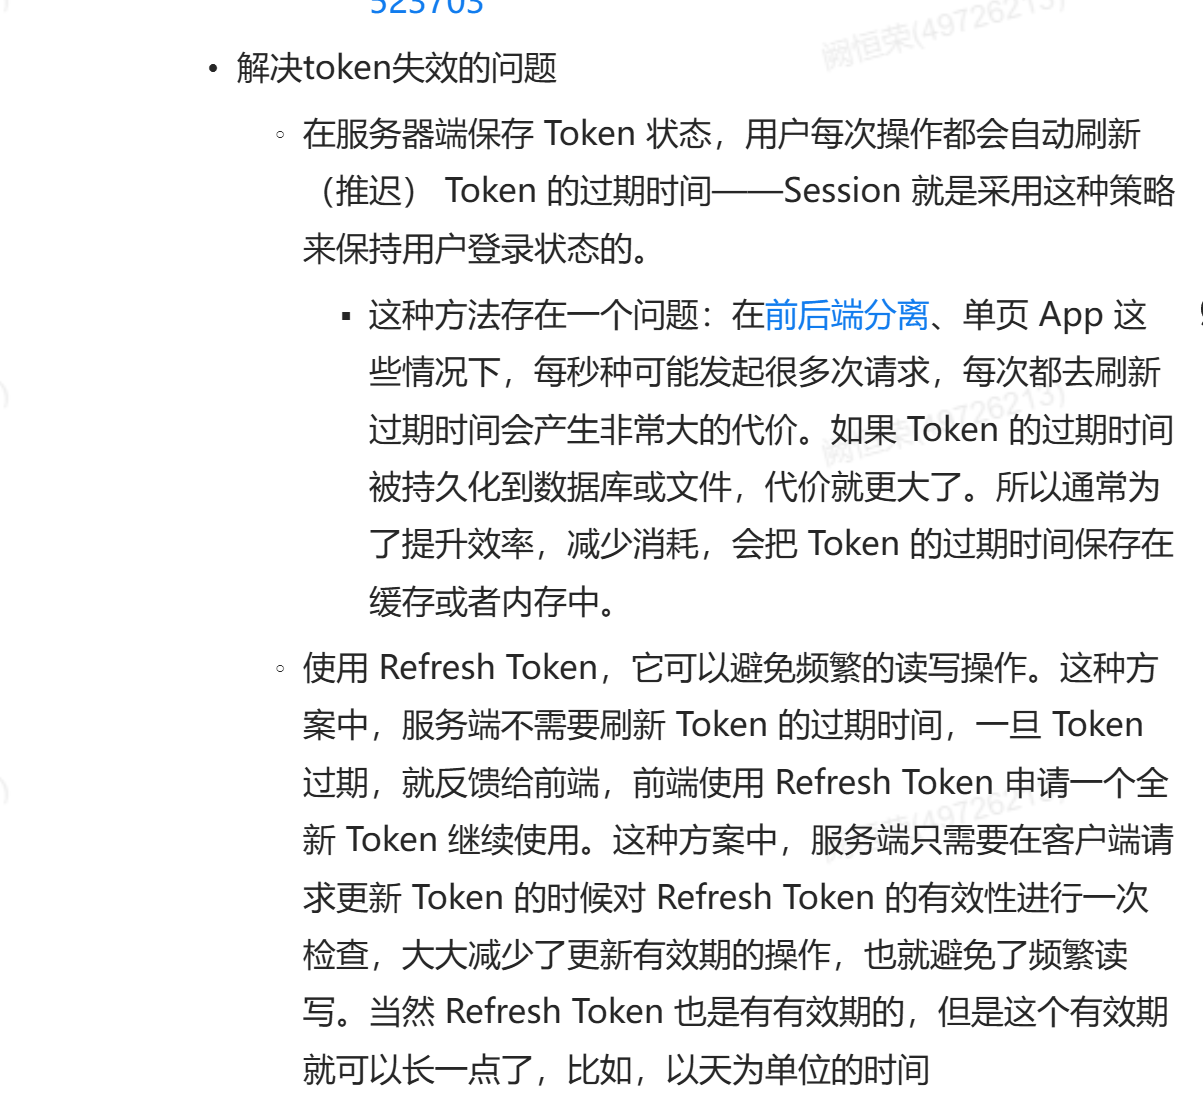 523703
阙恒荣(49726213)
• 解决token失效的问题
◦ 在服务器端保存 Token 状态，用户每次操作都会自动刷新
（推迟） Token 的过期时间——Session 就是采用这种策略
来保持用户登录状态的。
▪ 这种方法存在一个问题：在前后端分离、单页 App 这
些情况下，每秒种可能发起很多次请求，每次都去刷新
过期时间会产生非常大的代价。如果 Token 的过期时间
被持久化到数据库或文件，代价就更大了。所以通常为
了提升效率，减少消耗，会把 Token 的过期时间保存在
缓存或者内存中。
◦ 使用 Refresh Token，它可以避免频繁的读写操作。这种方
案中，服务端不需要刷新 Token 的过期时间，一旦 Token
过期，就反馈给前端，前端使用 Refresh Token 申请一个全
新 Token 继续使用。这种方案中，服务端只需要在客户端请
求更新 Token 的时候对 Refresh Token 的有效性进行一次
检查，大大减少了更新有效期的操作，也就避免了频繁读
写。当然 Refresh Token 也是有有效期的，但是这个有效期
就可以长一点了，比如，以天为单位的时间